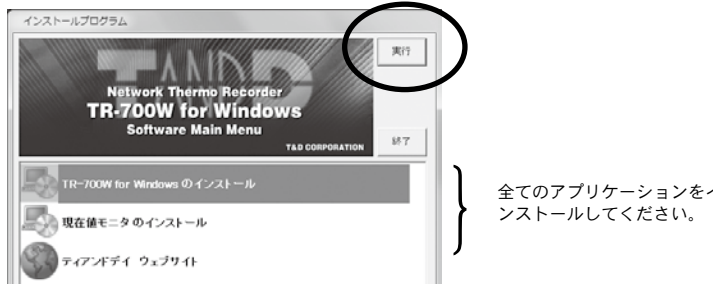 インストールプログラム
TAND
Network Thermo Recorder
TR-700W for Windows
Software Main Menu
T&D CORPORATION
実行
終了
TR-700W for Windows のインストール
現在値モニタ のインストール
ティアンドデイ ウェブサイト
全てのアプリケーションをイ
ンストールしてください。